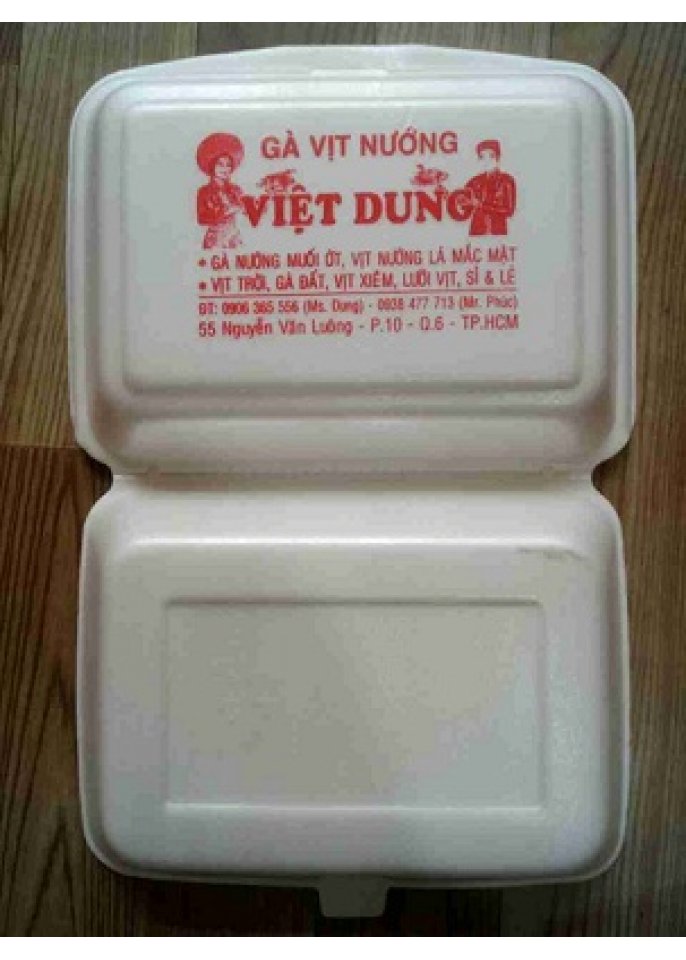 GÀ VỊT NƯỚNG
VIỆT DUNG
• GÀ NƯỚNG MUỐI ỚT, VỊT NƯỚNG LÁ MẮC MẬT
• VỊT TRỜI, GÀ ĐẤT, VỊT XIÊM, LƯỠI VỊT, SỈ & LẺ
ĐT: 0906 365 556 (Ms. Dung) - 0938 477 713 (Mr. Phúc)
55 Nguyễn Văn Luông - P.10 - Q.6 - TP.HCM